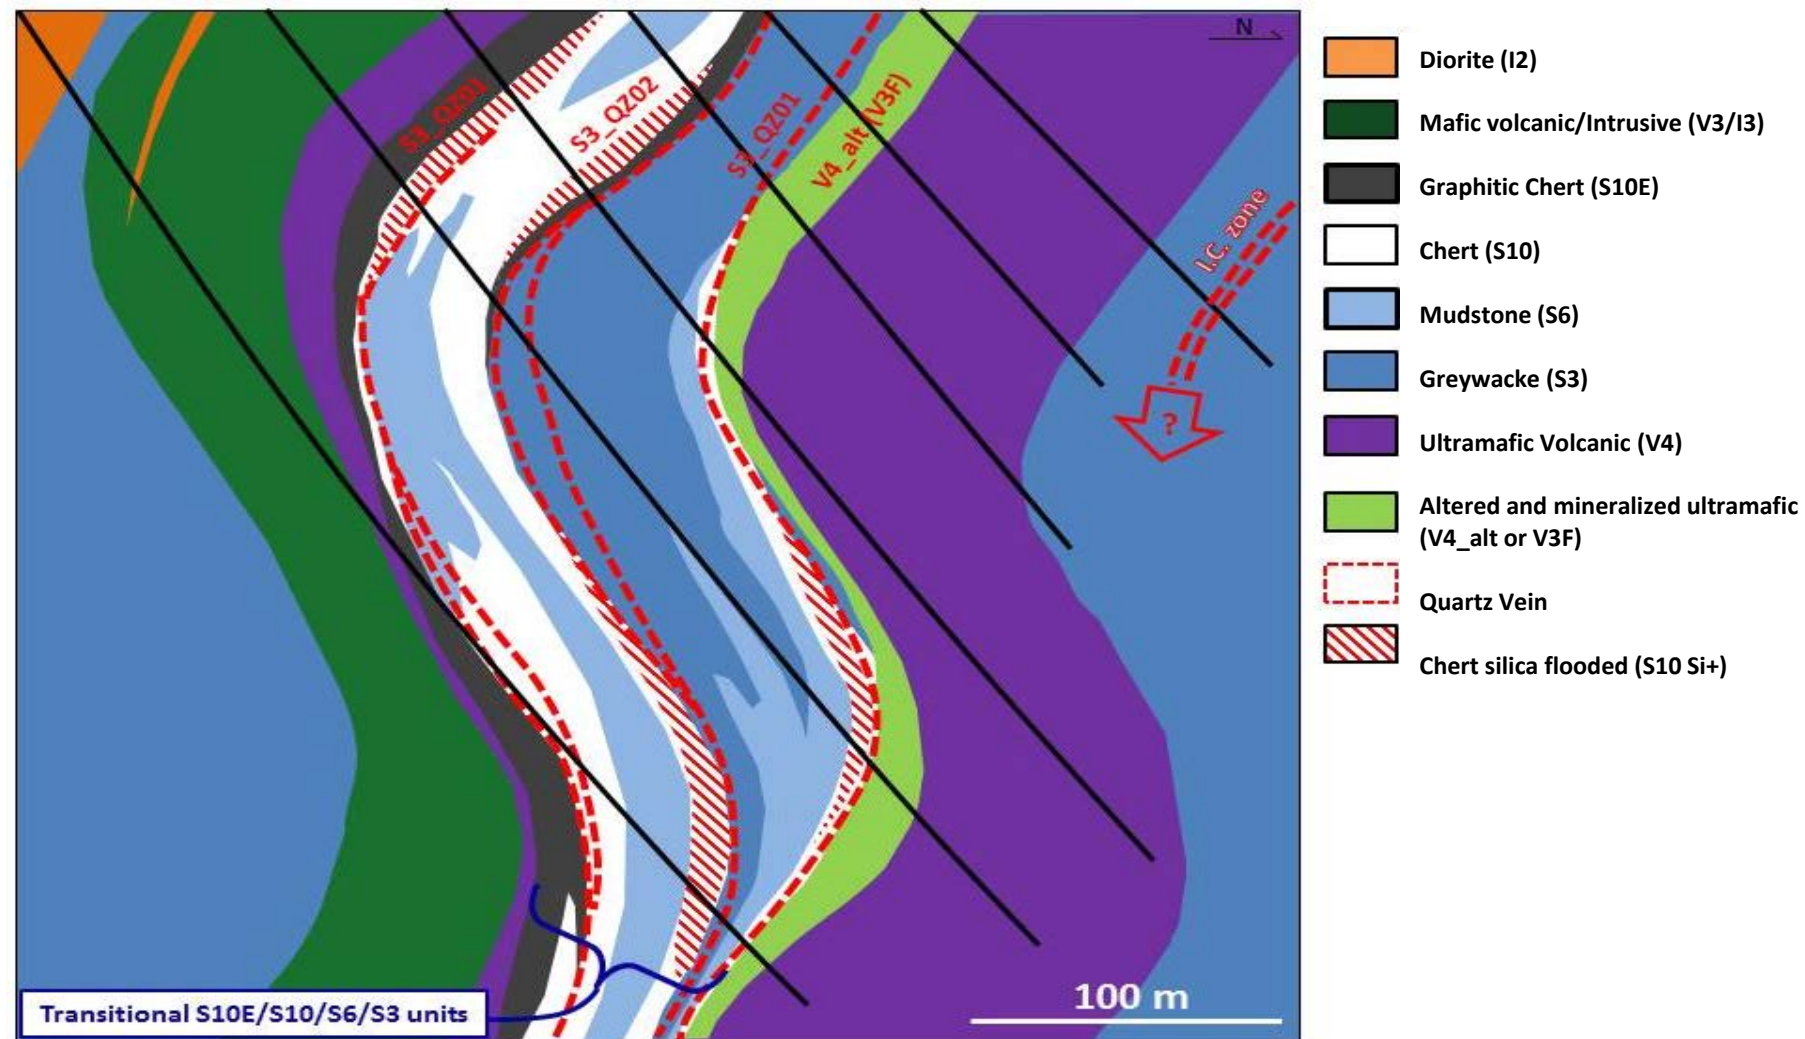 N
S3_QZ01
S3_QZ02
S3_QZ01
V4_alt (V3F)
I.C. zone
?
100 m
Transitional S10E/S10/S6/S3 units
Diorite (I2)
Mafic volcanic/Intrusive (V3/I3)
Graphitic Chert (S10E)
Chert (S10)
Mudstone (S6)
Greywacke (S3)
Ultramafic Volcanic (V4)
Altered and mineralized ultramafic
(V4_alt or V3F)
Quartz Vein
Chert silica flooded (S10 Si+)